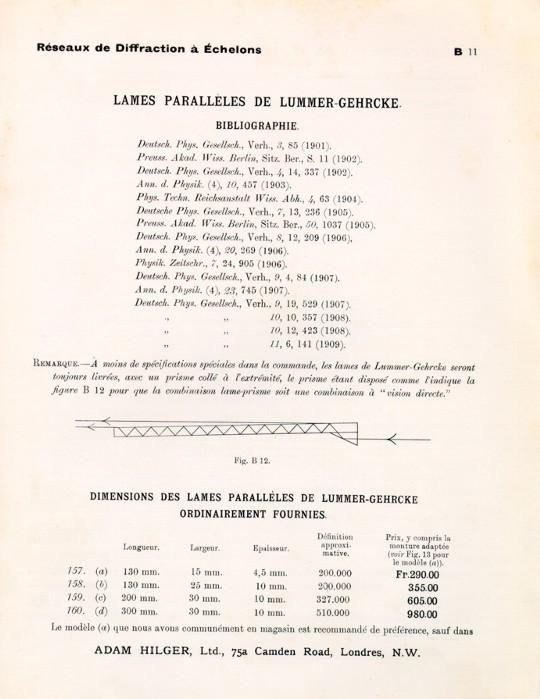 Réseaux de Diffraction à Échelons B 11
LAMES PARALLÈLES DE LUMMER-GEHRCKE.
BIBLIOGRAPHIE.
Deutsch. Phys. Gesellsch., Verh., 3, 85 (1901).
Preuss. Akad. Wiss. Berlin, Sitz. Ber., S. 11 (1902).
Deutsch. Phys. Gesellsch., Verh., 4, 14, 337 (1902).
Ann. d. Physik. (4), 10, 457 (1903).
Phys. Techn. Reichsanstalt Wiss. Abh., 4, 63 (1904).
Deutsche Phys. Gesellsch., Verh., 7, 13, 236 (1905).
Preuss. Akad. Wiss. Berlin, Sitz. Ber., 50, 1037 (1905).
Deutsch. Phys. Gesellsch., Verh., 8, 12, 209 (1906).
Ann. d. Physik. (4), 20, 269 (1906).
Physik. Zeitschr., 7, 24, 905 (1906).
Deutsch. Phys. Gesellsch., Verh., 9, 4, 84 (1907).
Ann. d. Physik. (4), 23, 745 (1907).
Deutsch. Phys. Gesellsch., Verh., 9, 19, 529 (1907).
„ „ 10, 10, 357 (1908).
„ „ 10, 12, 423 (1908).
„ „ 11, 6, 141 (1909).
REMARQUE.—A moins de spécifications spéciales dans la commande, les lames de Lummer-Gehrcke seront
toujours livrées, avec un prisme collé à l'extrémité, le prisme étant disposé comme l'indique la
figure B 12 pour que la combinaison lame-prisme soit une combinaison à "vision directe."
Fig. B 12.
DIMENSIONS DES LAMES PARALLÈLES DE LUMMER-GEHRCKE
ORDINAIREMENT FOURNIES.
Longueur. Largeur. Epaisseur. Définition approxi-mative. Prix, y compris la monture adaptée (voir Fig. 13 pour le modèle (a)).
157. (a) 130 mm. 15 mm. 4,5 mm. 200.000 Fr.290.00
158. (b) 130 mm. 25 mm. 10 mm. 200.000 355.00
159. (c) 200 mm. 30 mm. 10 mm. 327.000 605.00
160. (d) 300 mm. 30 mm. 10 mm. 510.000 980.00
Le modèle (a) que nous avons communément en magasin est recommandé de préférence, sauf dans
ADAM HILGER, Ltd., 75a Camden Road, Londres, N.W.